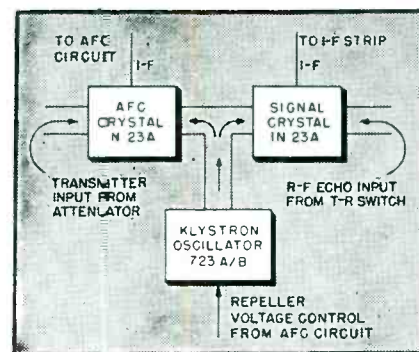 TO AFC
CIRCUIT
I-F
TO I-F STRIP
I-F
AFC
CRYSTAL
N 23A
SIGNAL
CRYSTAL
IN 23A
TRANSMITTER
INPUT FROM
ATTENUATOR
R-F ECHO INPUT
FROM T-R SWITCH
KLYSTRON
OSCILLATOR
723 A/B
REPELLER
VOLTAGE CONTROL
FROM AFC CIRCUIT